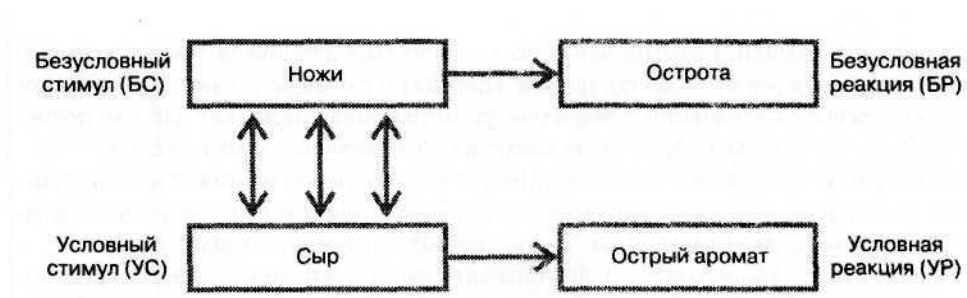 Безусловный
стимул (БС)
Ножи
Острота
Безусловная
реакция (БР)
Условный
стимул (УС)
Сыр
Острый аромат
Условная
реакция (УР)